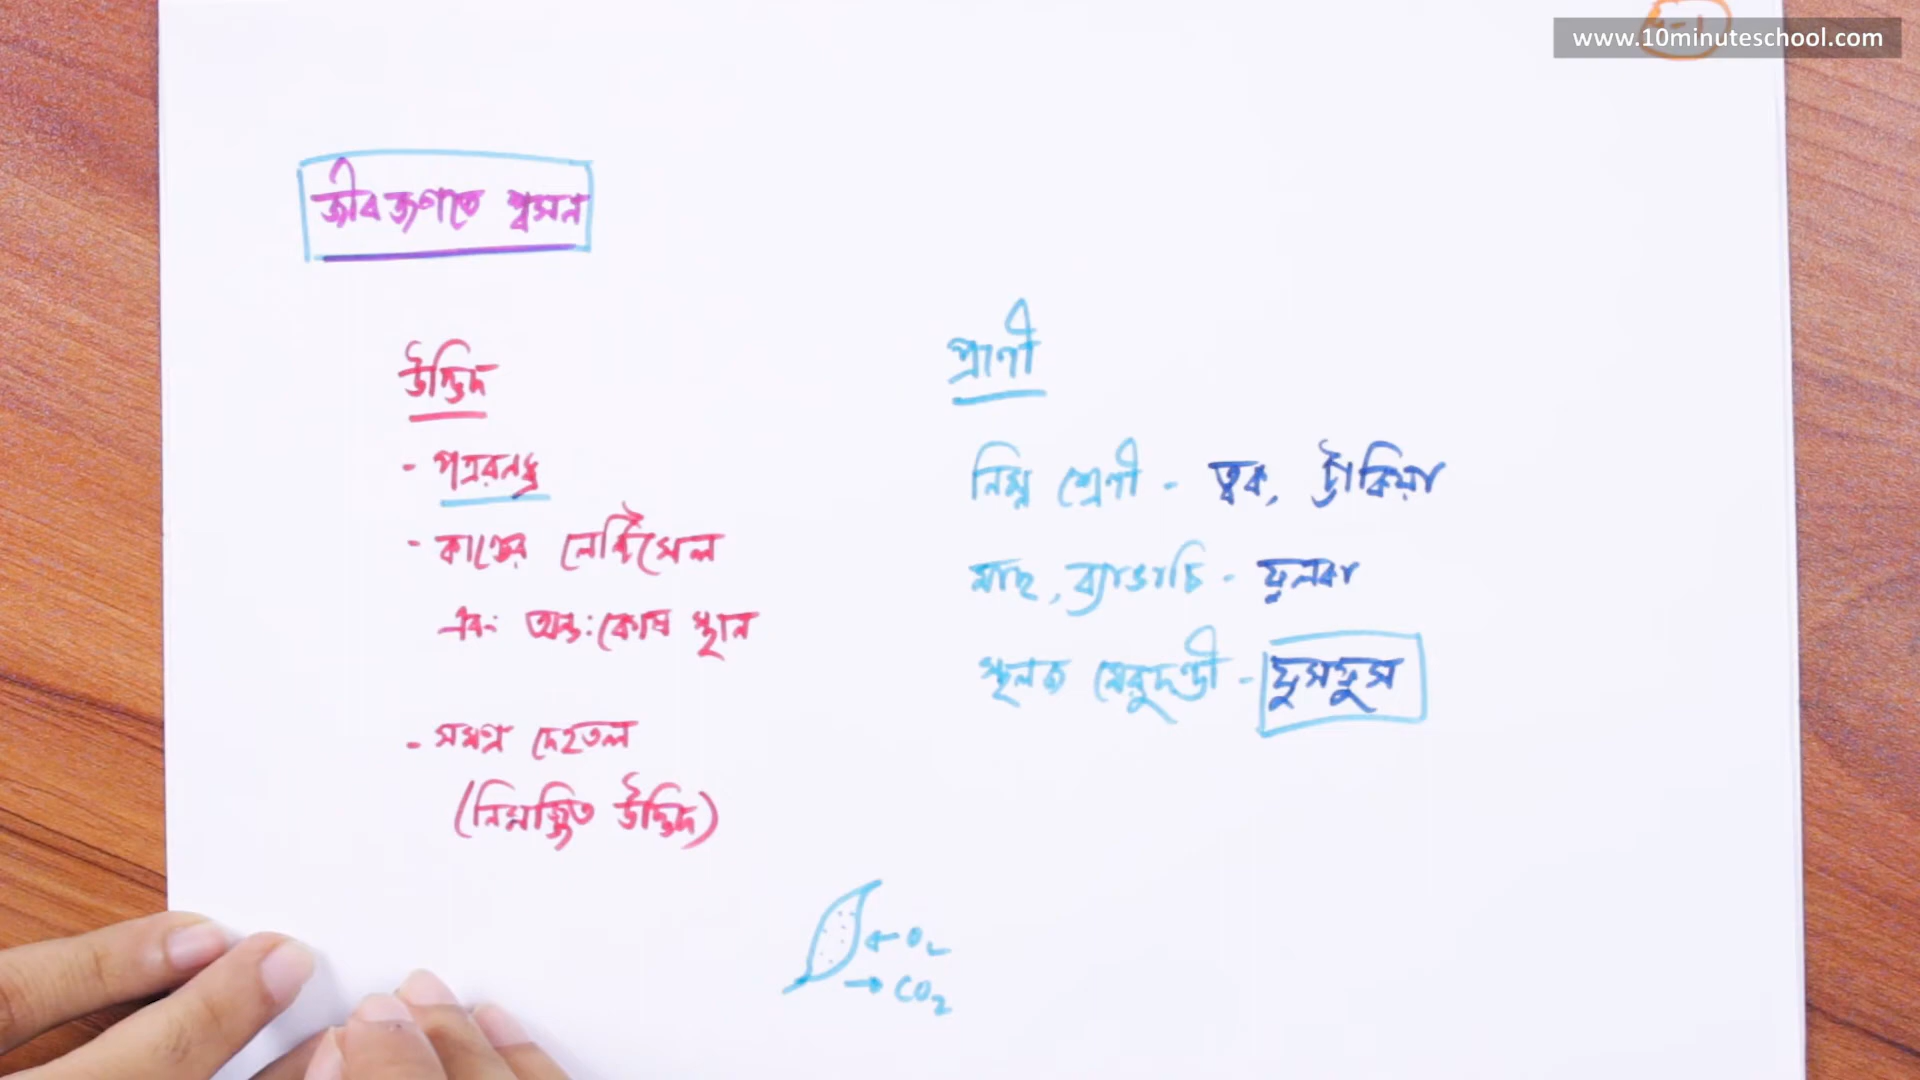 www.10minuteschool.com
জীবজগতে শ্বসন
উদ্ভিদ
- পত্ররন্ধ্র
- কান্ডের লেন্টিসেল
এবং অন্ত:কোষ স্থান
- সমগ্র দেহতল
(নিমজ্জিত উদ্ভিদ)
প্রাণী
নিম্ন শ্রেণী - ত্বক, ট্রাকিয়া
মাছ, ব্যাঙাচি - ফুলকা
স্থলজ মেরুদণ্ডী - ফুসফুস
← O₂
→ CO₂